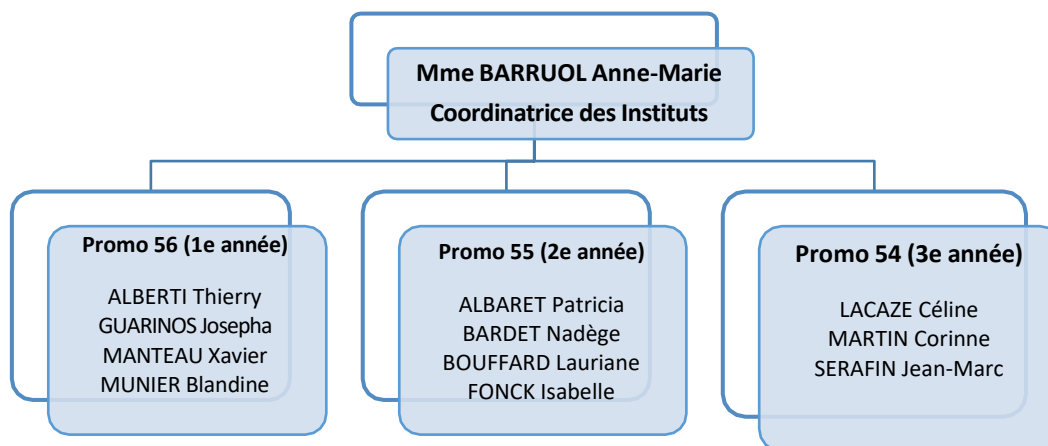 Mme BARRUOL Anne-Marie
Coordinatrice des Instituts
Promo 56 (1e année)
ALBERTI Thierry
GUARINOS Josepha
MANTEAU Xavier
MUNIER Blandine
Promo 55 (2e année)
ALBARET Patricia
BARDET Nadège
BOUFFARD Lauriane
FONCK Isabelle
Promo 54 (3e année)
LACAZE Céline
MARTIN Corinne
SERAFIN Jean-Marc